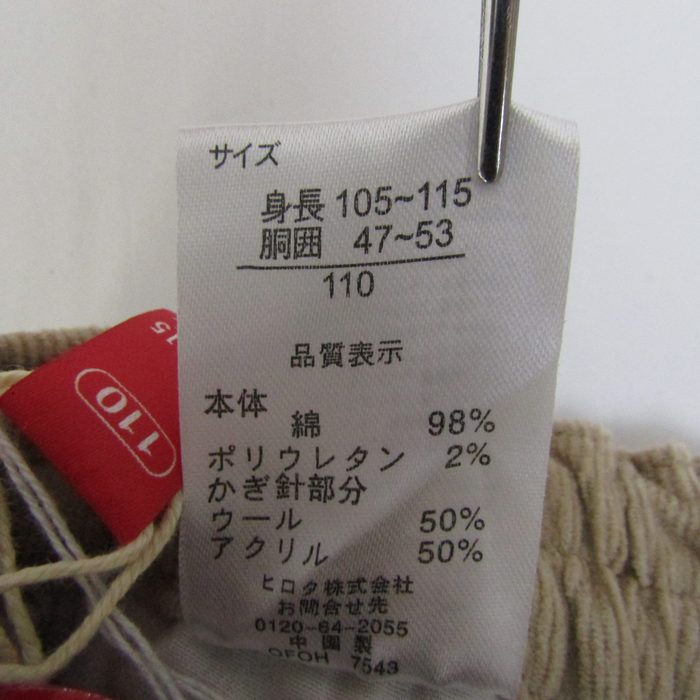 サイズ
身長 105~115
胴囲 47~53
110
品質表示
本体
綿 98%
ポリウレタン 2%
かぎ針部分
ウール 50%
アクリル 50%
ヒロタ株式会社
お問合せ先
0120-64-2055
中国製
OFOH 7543
110
15